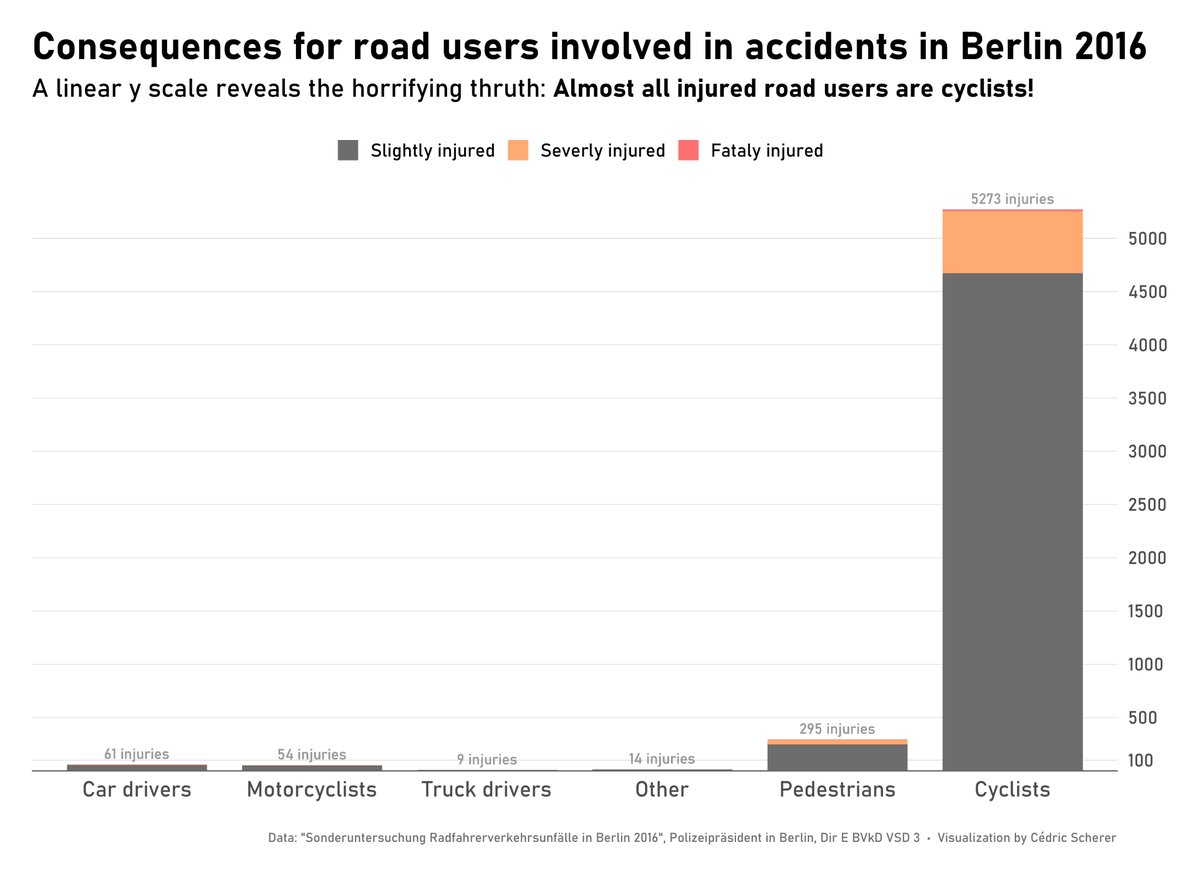 Consequences for road users involved in accidents in Berlin 2016
A linear y scale reveals the horrifying thruth: Almost all injured road users are cyclists!
Slightly injured Severly injured Fataly injured
5273 injuries
5000
4500
4000
3500
3000
2500
2000
1500
1000
500
295 injuries
61 injuries 54 injuries 9 injuries 14 injuries
100
Car drivers Motorcyclists Truck drivers Other Pedestrians Cyclists
Data: "Sonderuntersuchung Radfahrerverkehrsunfälle in Berlin 2016", Polizeipräsident in Berlin, Dir E BVkD VSD 3 • Visualization by Cédric Scherer